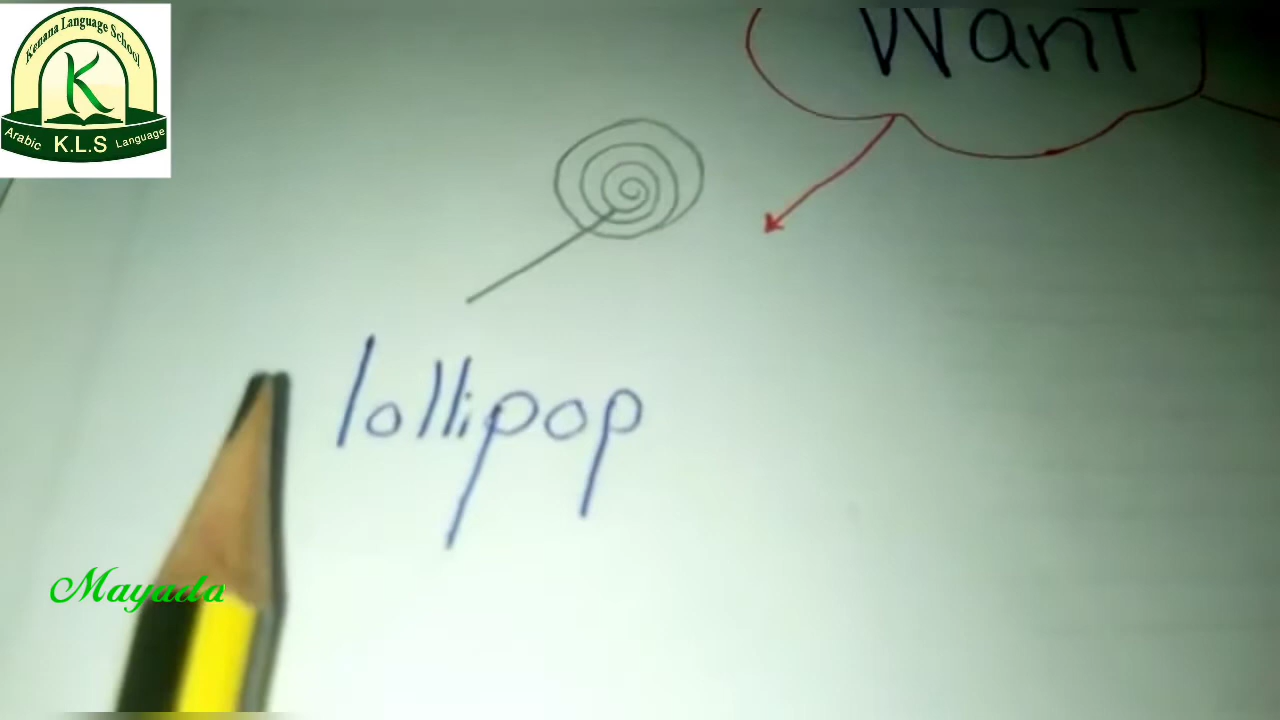 Kenana Language School
K
Arabic K.L.S Language
Want
lollipop
Mayada